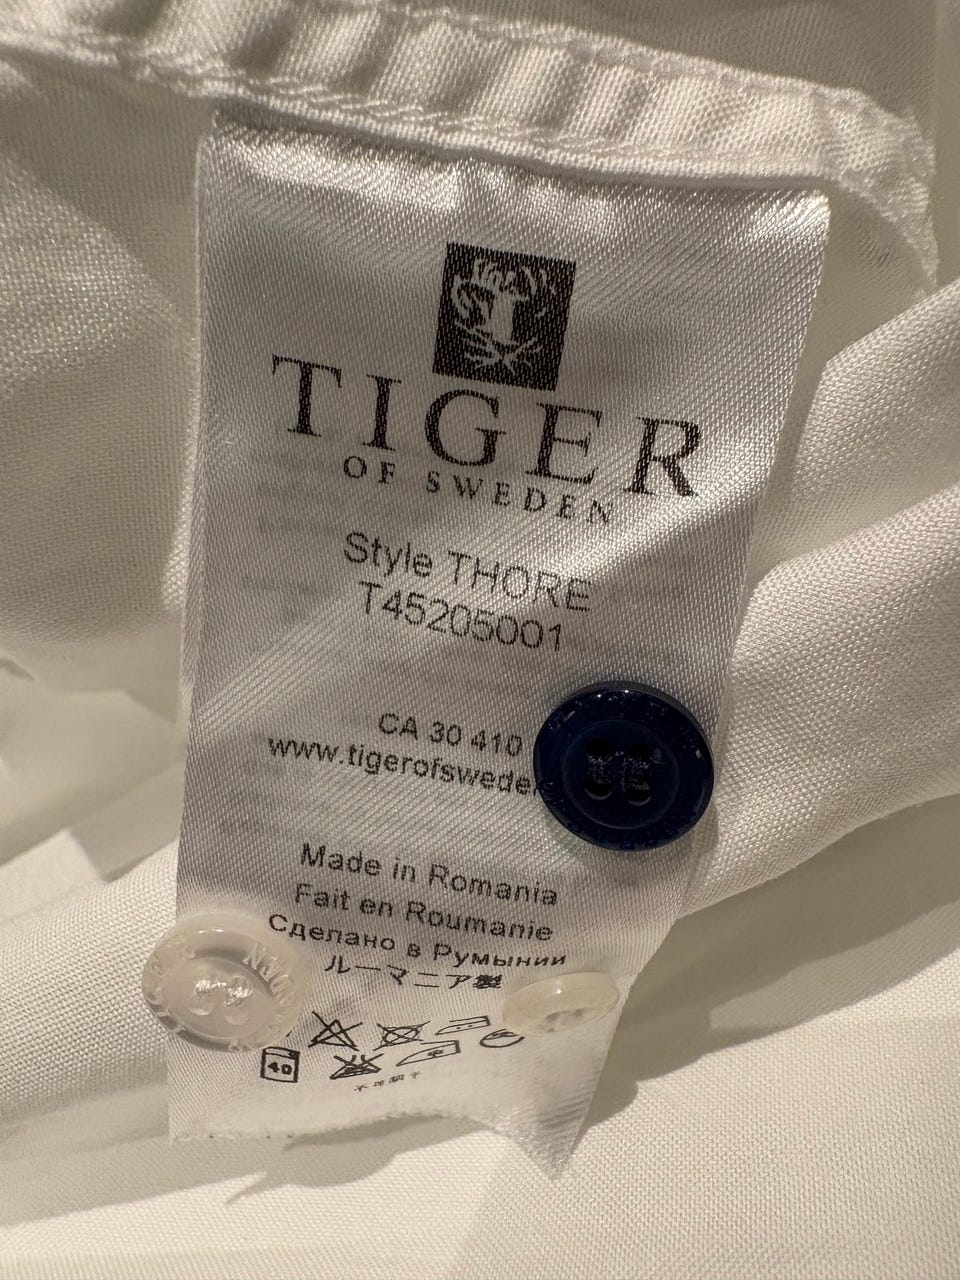 TIGER
OF SWEDEN
Style THORE
T45205001
CA 30 410
www.tigerofsweden
Made in Romania
Fait en Roumanie
Сделано в Румынии
ルーマニア製
40